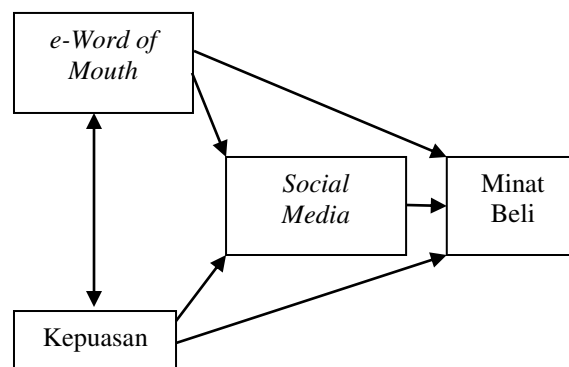 e-Word of
Mouth
Social
Media
Minat
Beli
Kepuasan